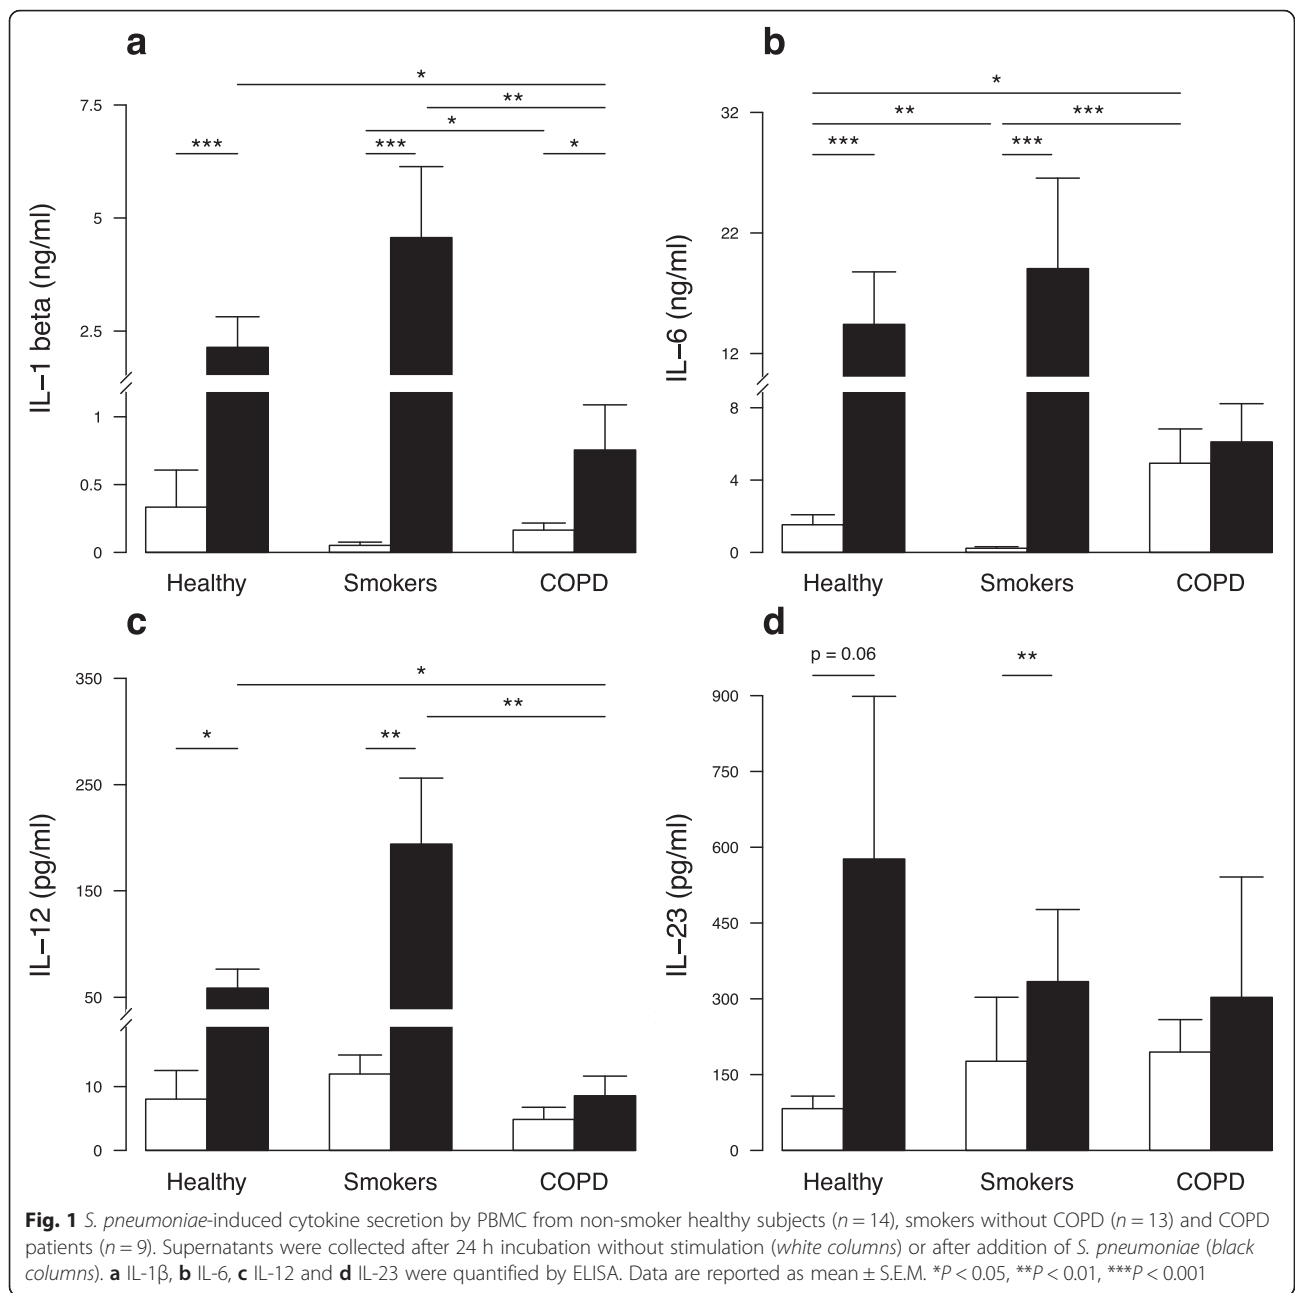 a
*
**
*
***
***
*
7.5
5
2.5
1
0.5
0
IL–1 beta (ng/ml)
Healthy
Smokers
COPD
b
*
**
***
***
***
32
22
12
8
4
0
IL–6 (ng/ml)
Healthy
Smokers
COPD
c
*
**
*
**
350
250
150
50
10
0
IL–12 (pg/ml)
Healthy
Smokers
COPD
d
p = 0.06
**
900
750
600
450
300
150
0
IL–23 (pg/ml)
Healthy
Smokers
COPD
Fig. 1 S. pneumoniae-induced cytokine secretion by PBMC from non-smoker healthy subjects (n = 14), smokers without COPD (n = 13) and COPD
patients (n = 9). Supernatants were collected after 24 h incubation without stimulation (white columns) or after addition of S. pneumoniae (black
columns). a IL-1β, b IL-6, c IL-12 and d IL-23 were quantified by ELISA. Data are reported as mean ± S.E.M. *P < 0.05, **P < 0.01, ***P < 0.001